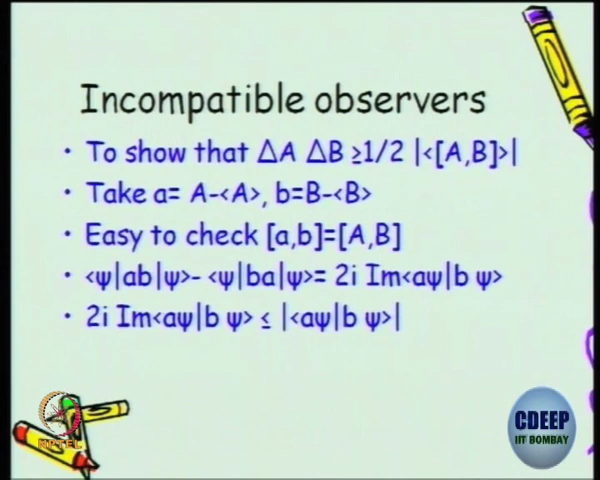 Incompatible observers
• To show that ΔA ΔB ≥1/2 |<[A,B]>|
• Take a= A-<A>, b=B-<B>
• Easy to check [a,b]=[A,B]
• <ψ|ab|ψ>- <ψ|ba|ψ>= 2i Im<aψ|b ψ>
• 2i Im<aψ|b ψ> ≤ |<aψ|b ψ>|
NPTEL
CDEEP
IIT BOMBAY